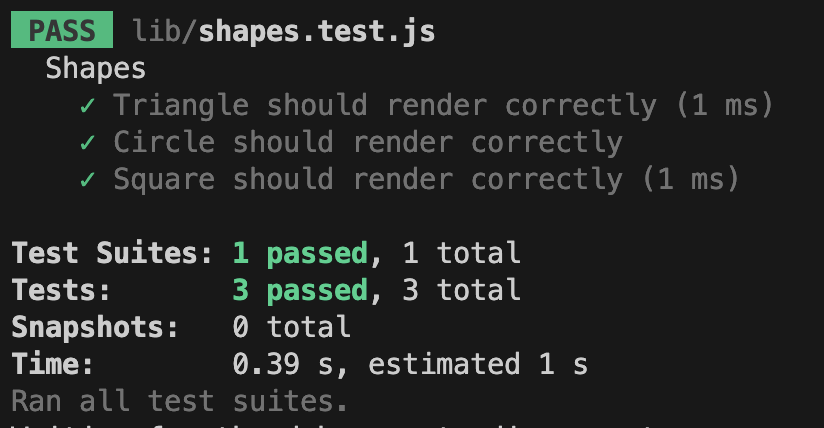 PASS lib/shapes.test.js
Shapes
✓ Triangle should render correctly (1 ms)
✓ Circle should render correctly
✓ Square should render correctly (1 ms)
Test Suites: 1 passed, 1 total
Tests: 3 passed, 3 total
Snapshots: 0 total
Time: 0.39 s, estimated 1 s
Ran all test suites.